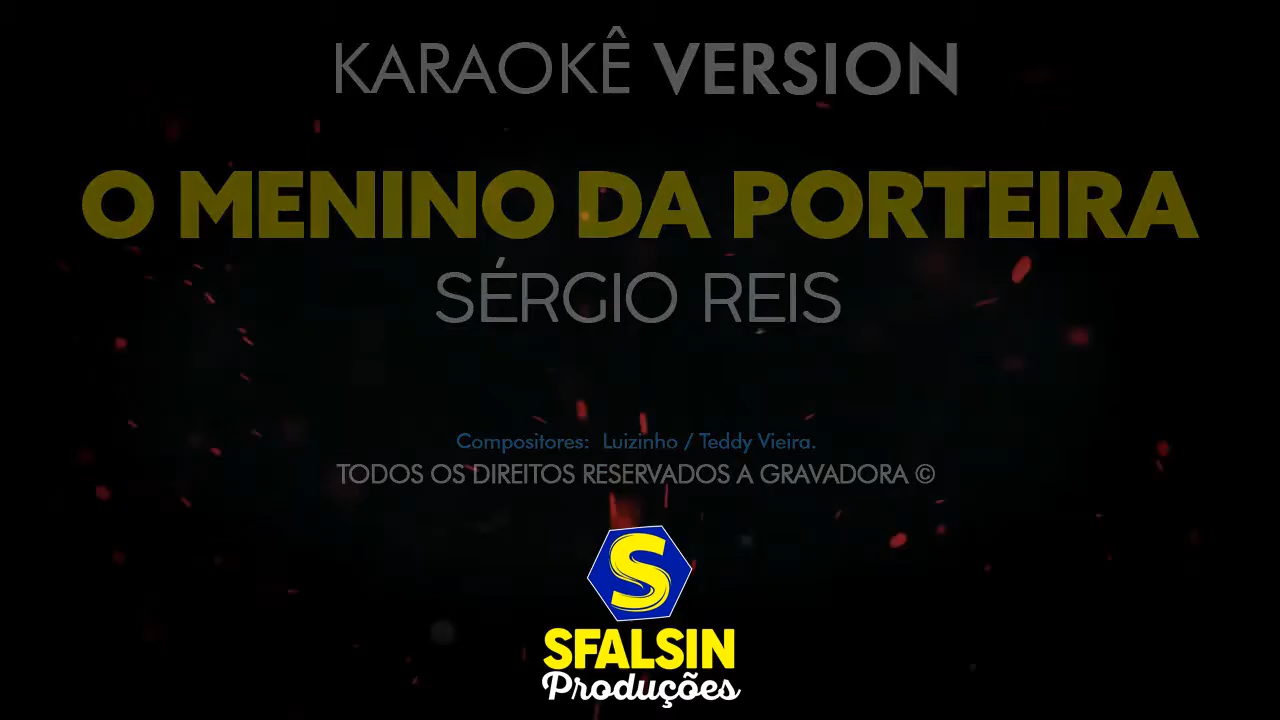 KARAOKÊ VERSION
O MENINO DA PORTEIRA
SÉRGIO REIS
Compositores: Luizinho / Teddy Vieira.
TODOS OS DIREITOS RESERVADOS A GRAVADORA ©
S
SFALSIN
Produções